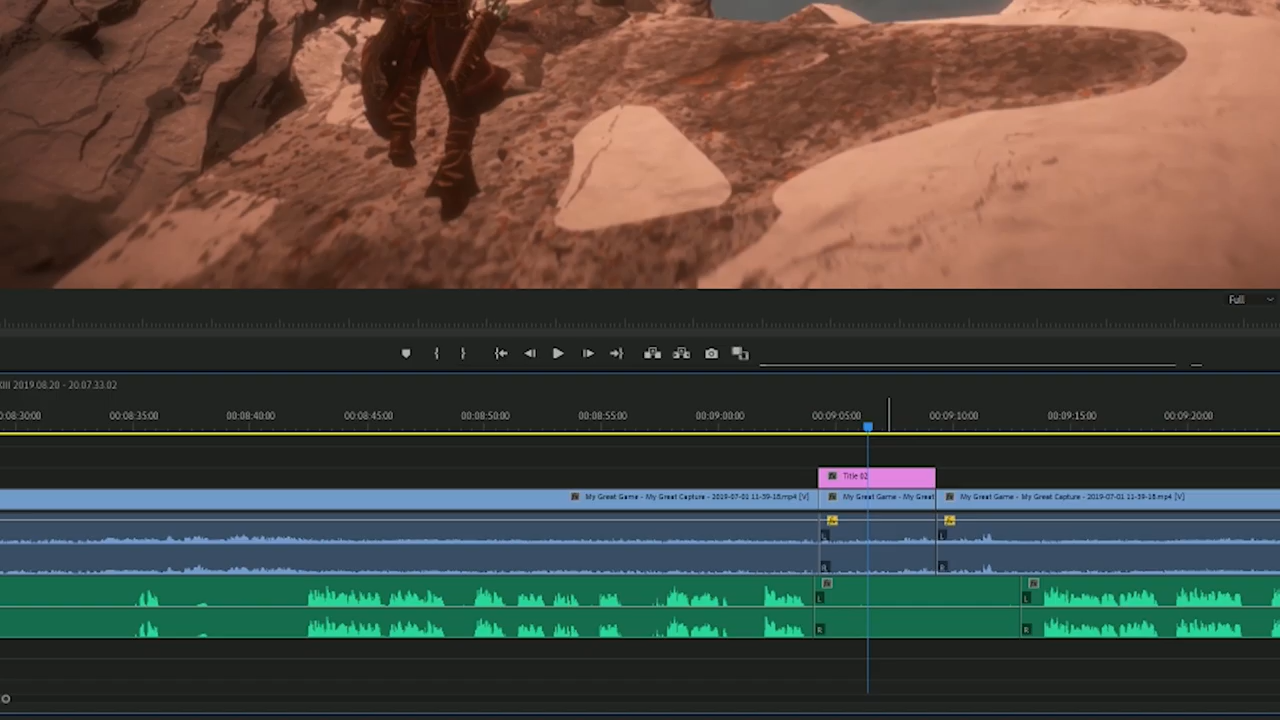 Full
XIII 2019.08.20 - 20.07.33.02
0:08:30:00 00:08:35:00 00:08:40:00 00:08:45:00 00:08:50:00 00:08:55:00 00:09:00:00 00:09:05:00 00:09:10:00 00:09:15:00 00:09:20:00
Title 02
My Great Game - My Great Capture - 2019-07-01 11-39-18.mp4 [V] My Great Game - My Great My Great Game - My Great Capture - 2019-07-01 11-39-18.mp4 [V]
L L
R R
L L
R R